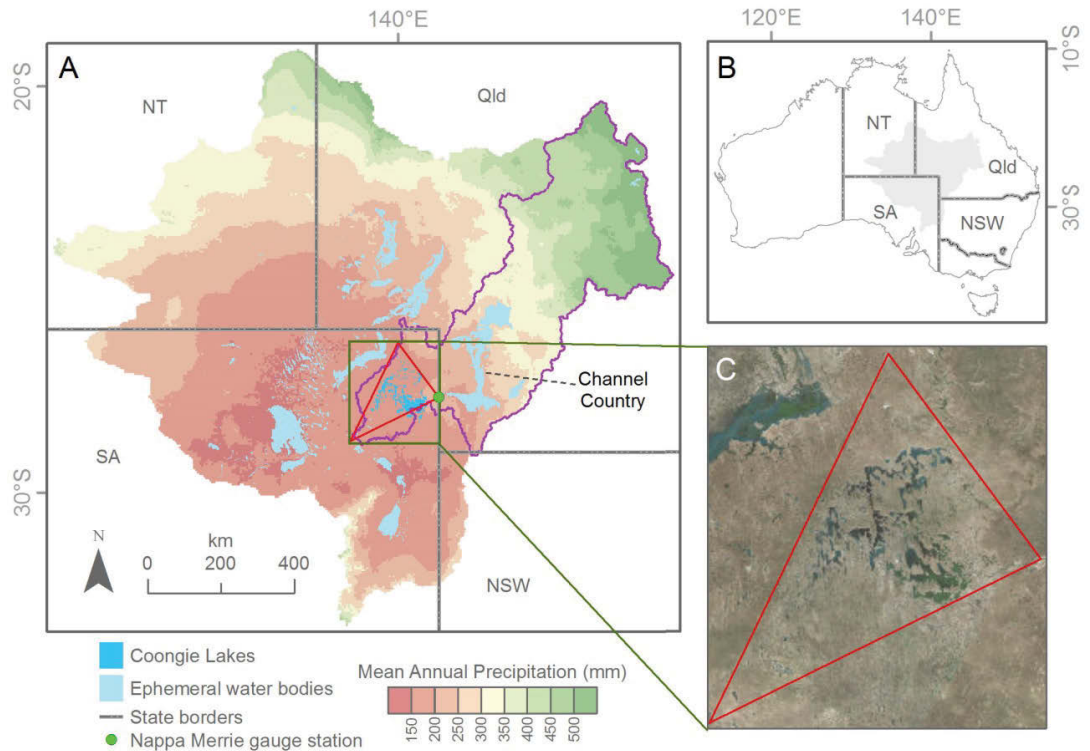 140°E
120°E 140°E
A
B
C
10°S
20°S
30°S
30°S
NT
Qld
SA
NSW
NT
Qld
SA
NSW
Channel
Country
N
km
0 200 400
Coongie Lakes
Ephemeral water bodies
State borders
Nappa Merrie gauge station
Mean Annual Precipitation (mm)
150 200 250 300 350 400 450 500